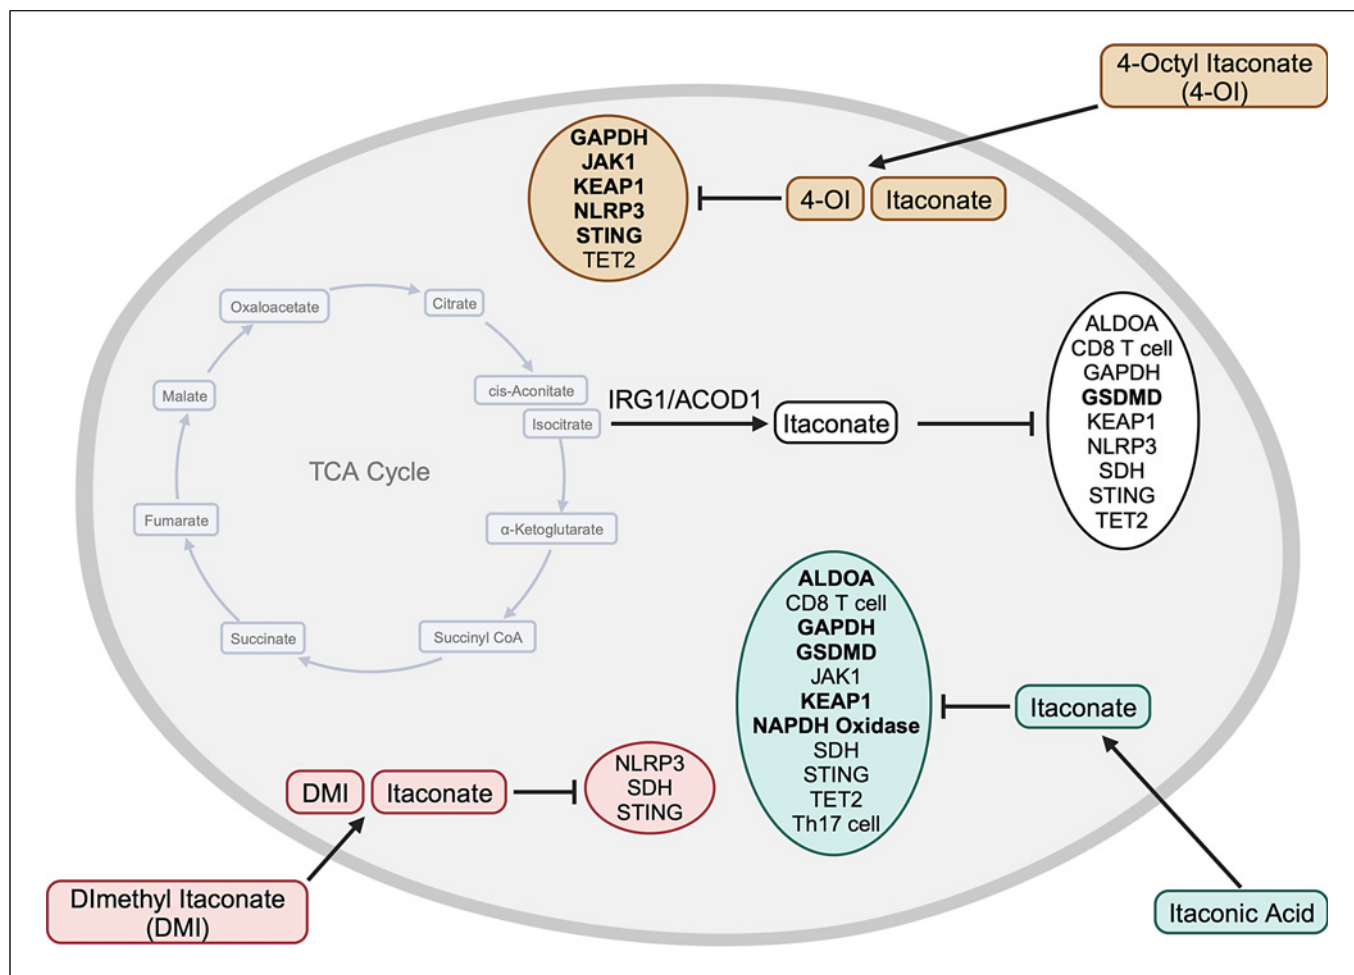 4-Octyl Itaconate
(4-OI)
GAPDH
JAK1
KEAP1
NLRP3
STING
TET2
4-OI
Itaconate
Oxaloacetate
Citrate
cis-Aconitate
Isocitrate
α-Ketoglutarate
Succinyl CoA
Succinate
Fumarate
Malate
TCA Cycle
IRG1/ACOD1
Itaconate
ALDOA
CD8 T cell
GAPDH
GSDMD
KEAP1
NLRP3
SDH
STING
TET2
ALDOA
CD8 T cell
GAPDH
GSDMD
JAK1
KEAP1
NAPDH Oxidase
SDH
STING
TET2
Th17 cell
Itaconate
Itaconic Acid
DMI
Itaconate
NLRP3
SDH
STING
DImethyl Itaconate
(DMI)